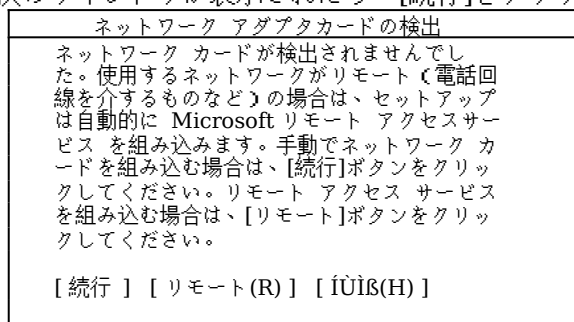 ネットワーク アダプタカードの検出
ネットワーク カードが検出されませんでし
た。使用するネットワークがリモート(電話回
線を介するものなど)の場合は、セットアップ
は自動的に Microsoft リモート アクセスサー
ビス を組み込みます。手動でネットワーク カ
ードを組み込む場合は、[続行]ボタンをクリッ
クしてください。リモート アクセス サービス
を組み込む場合は、[リモート]ボタンをクリッ
クしてください。
[ 続行 ] [ リモート(R) ] [ ÍÙÌß(H) ]